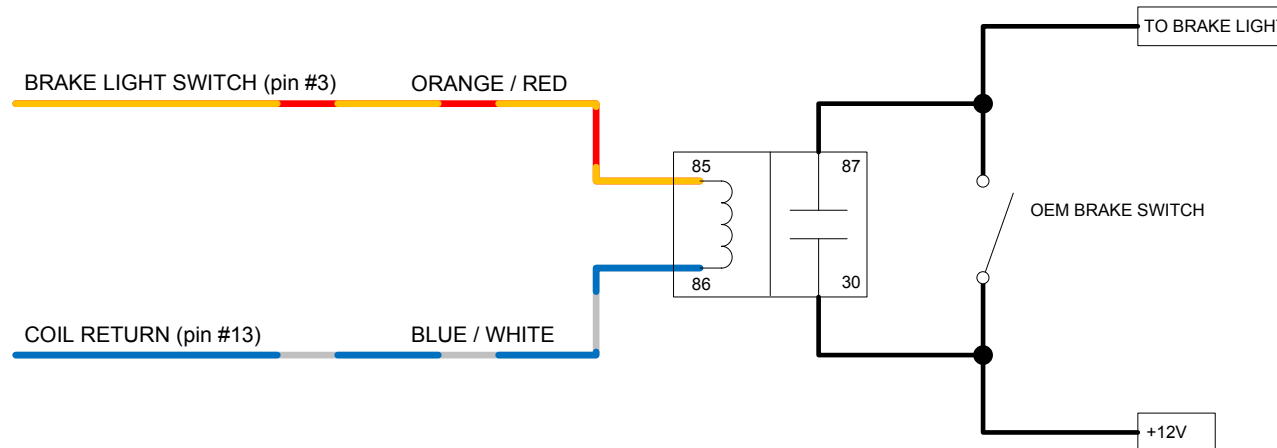 TO BRAKE LIGHT
BRAKE LIGHT SWITCH (pin #3)
ORANGE / RED
85
87
OEM BRAKE SWITCH
86
30
COIL RETURN (pin #13)
BLUE / WHITE
+12V